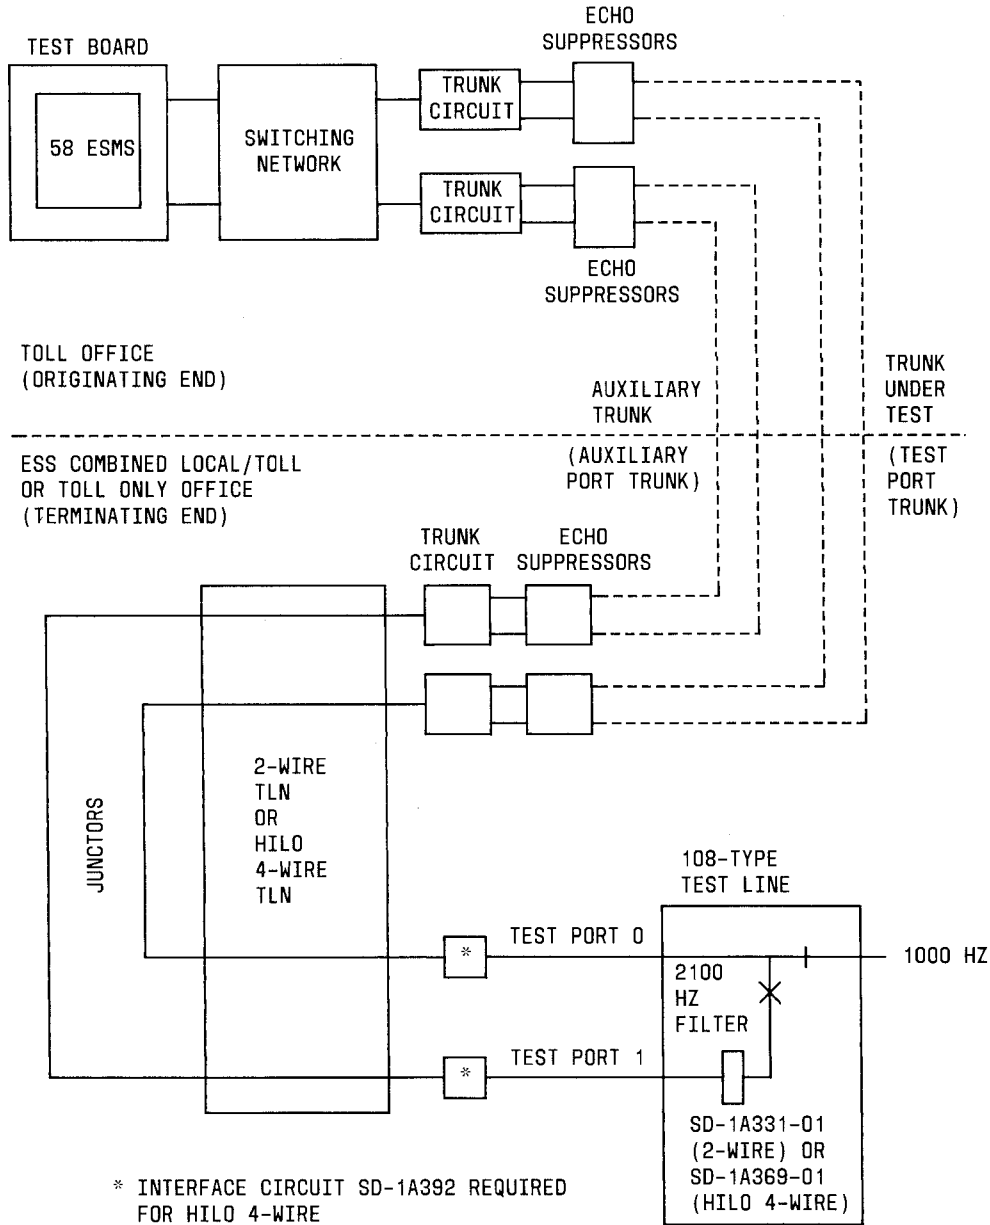 ECHO
SUPPRESSORS
TEST BOARD
58 ESMS
SWITCHING
NETWORK
TRUNK
CIRCUIT
TRUNK
CIRCUIT
ECHO
SUPPRESSORS
TOLL OFFICE
(ORIGINATING END)
AUXILIARY
TRUNK
TRUNK
UNDER
TEST
ESS COMBINED LOCAL/TOLL
OR TOLL ONLY OFFICE
(TERMINATING END)
(AUXILIARY
PORT TRUNK)
(TEST
PORT
TRUNK)
TRUNK
CIRCUIT
ECHO
SUPPRESSORS
JUNCTORS
2-WIRE
TLN
OR
HILO
4-WIRE
TLN
108-TYPE
TEST LINE
*
TEST PORT 0
1000 HZ
2100
HZ
FILTER
*
TEST PORT 1
SD-1A331-01
(2-WIRE) OR
SD-1A369-01
(HILO 4-WIRE)
* INTERFACE CIRCUIT SD-1A392 REQUIRED
FOR HILO 4-WIRE